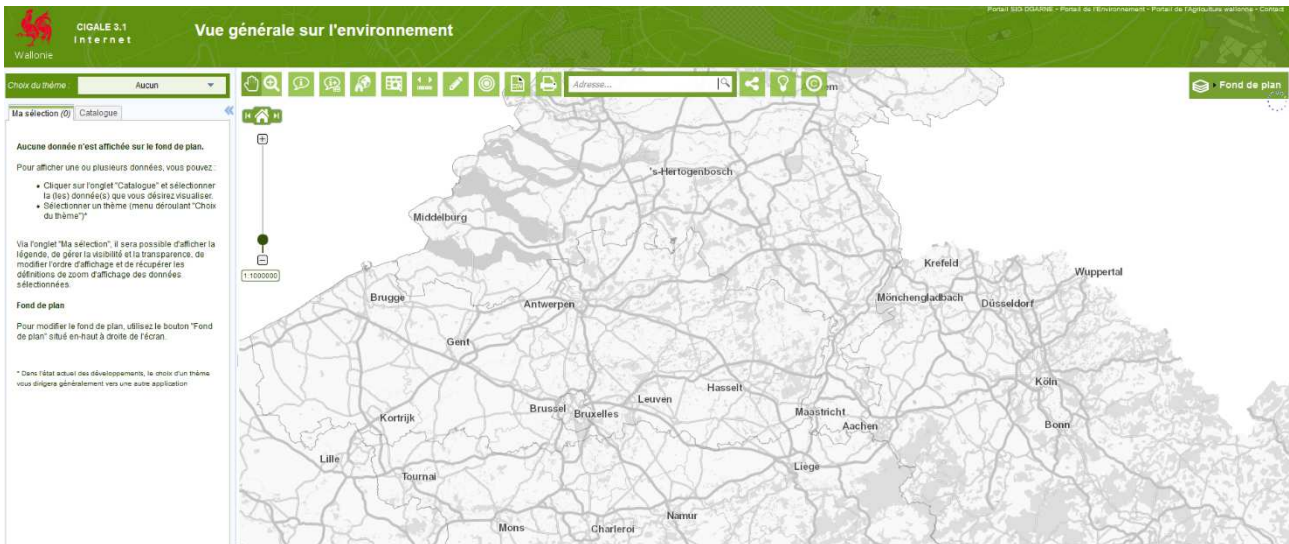 Portail SIG DGARNE - Portail de l'Environnement - Portail de l'Agriculture wallonne - Contact
CIGALE 3.1
Internet
Wallonie
Vue générale sur l'environnement
Choix du thème :
Aucun
Adresse...
Fond de plan
Ma sélection (0)
Catalogue
Aucune donnée n'est affichée sur le fond de plan.
Pour afficher une ou plusieurs données, vous pouvez :
• Cliquer sur l'onglet "Catalogue" et sélectionner
la (les) donnée(s) que vous désirez visualiser.
• Sélectionner un thème (menu déroulant "Choix
du thème")*
Via l'onglet "Ma sélection", il sera possible d'afficher la
légende, de gérer la visibilité et la transparence, de
modifier l'ordre d'affichage et de récupérer les
définitions de zoom d'affichage des données
sélectionnées.
Fond de plan
Pour modifier le fond de plan, utilisez le bouton "Fond
de plan" situé en-haut à droite de l'écran.
* Dans l'état actuel des développements, le choix d'un thème
vous dirigera généralement vers une autre application
1:1000000
's-Hertogenbosch
Middelburg
Krefeld
Wuppertal
Brugge
Antwerpen
Mönchengladbach
Düsseldorf
Gent
Hasselt
Köln
Leuven
Brussel
Bruxelles
Maastricht
Kortrijk
Aachen
Bonn
Lille
Liège
Tournai
Namur
Mons
Charleroi